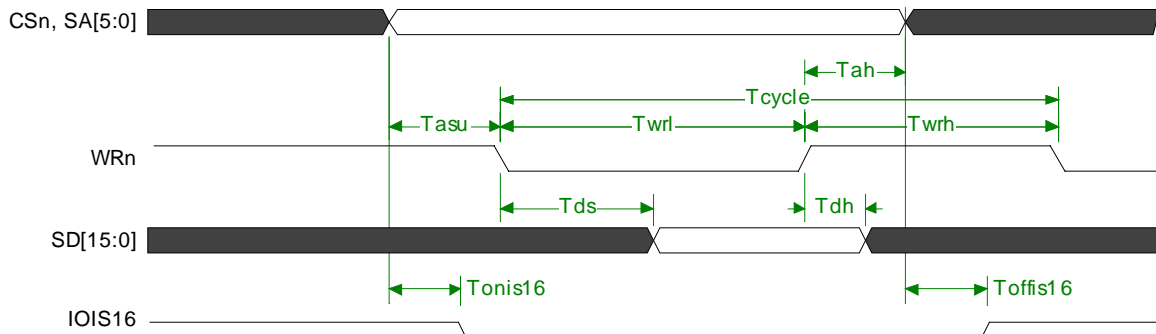 CSn, SA[5:0]
Tah
Tcycle
Tasu Twrl Twrh
WRn
Tds Tdh
SD[15:0]
Tonis16 Toffis16
IOIS16